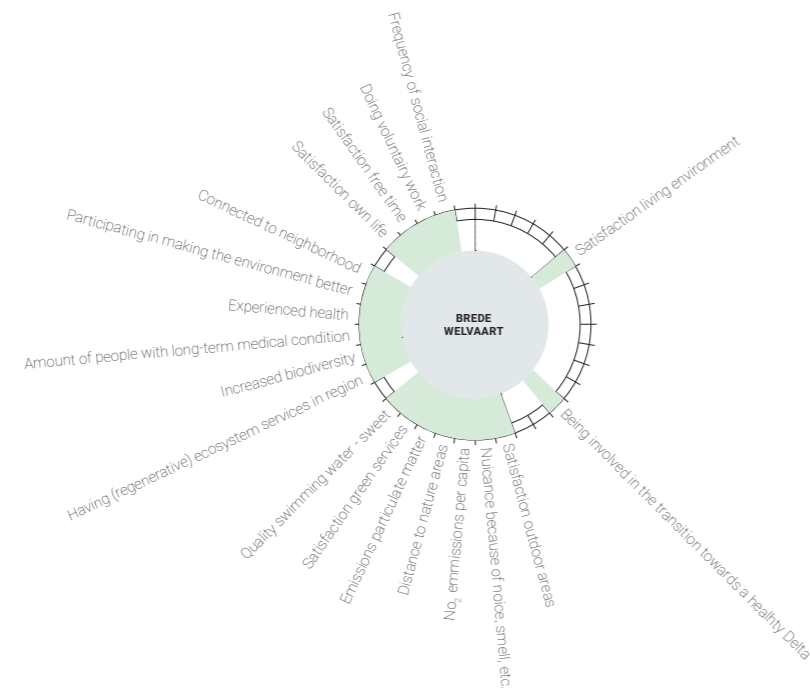 Frequency of social interaction
Doing voluntairy work
Satisfaction free time
Satisfaction own life
Connected to neighborhood
Participating in making the environment better
Experienced health
Amount of people with long-term medical condition
Increased biodiversity
Having (regenerative) ecosystem services in region
Quality swimming water - sweet
Satisfaction green services
Emissions particulate matter
Distance to nature areas
No₂ emmissions per capita
Nuicance because of noice, smell, etc.
Satisfaction outdoor areas
Being involved in the transition towards a healhty Delta
Satisfaction living environment
BREDE
WELVAART